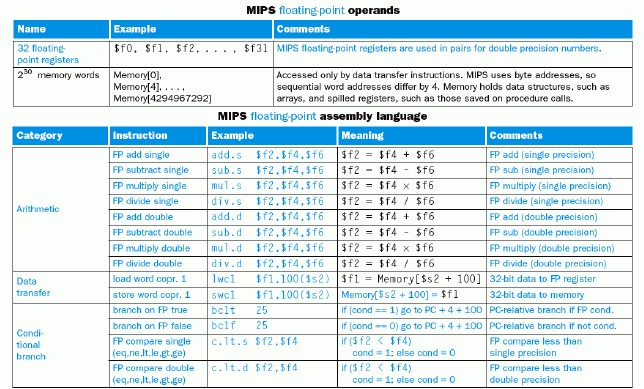 MIPS floating-point operands
Name Example Comments
32 floating- $f0, $f1, $f2, . . . , $f31 MIPS floating-point registers are used in pairs for double precision numbers.
point registers
2^30 memory words Memory[0], Accessed only by data transfer instructions. MIPS uses byte addresses, so
Memory[4], . . . , sequential word addresses differ by 4. Memory holds data structures, such as
Memory[4294967292] arrays, and spilled registers, such as those saved on procedure calls.
MIPS floating-point assembly language
Category Instruction Example Meaning Comments
Arithmetic
FP add single add.s $f2,$f4,$f6 $f2 = $f4 + $f6 FP add (single precision)
FP subtract single sub.s $f2,$f4,$f6 $f2 = $f4 - $f6 FP sub (single precision)
FP multiply single mul.s $f2,$f4,$f6 $f2 = $f4 × $f6 FP multiply (single precision)
FP divide single div.s $f2,$f4,$f6 $f2 = $f4 / $f6 FP divide (single precision)
FP add double add.d $f2,$f4,$f6 $f2 = $f4 + $f6 FP add (double precision)
FP subtract double sub.d $f2,$f4,$f6 $f2 = $f4 - $f6 FP sub (double precision)
FP multiply double mul.d $f2,$f4,$f6 $f2 = $f4 × $f6 FP multiply (double precision)
FP divide double div.d $f2,$f4,$f6 $f2 = $f4 / $f6 FP divide (double precision)
Data
transfer
load word copr. 1 lwc1 $f1,100($s2) $f1 = Memory[$s2 + 100] 32-bit data to FP register
store word copr. 1 swc1 $f1,100($s2) Memory[$s2 + 100] = $f1 32-bit data to memory
Condi-
tional
branch
branch on FP true bc1t 25 if (cond == 1) go to PC + 4 + 100 PC-relative branch if FP cond.
branch on FP false bc1f 25 if (cond == 0) go to PC + 4 + 100 PC-relative branch if not cond.
FP compare single c.lt.s $f2,$f4 if ($f2 < $f4) FP compare less than
(eq,ne,lt,le,gt,ge) cond = 1; else cond = 0 single precision
FP compare double c.lt.d $f2,$f4 if ($f2 < $f4) FP compare less than
(eq,ne,lt,le,gt,ge) cond = 1; else cond = 0 double precision